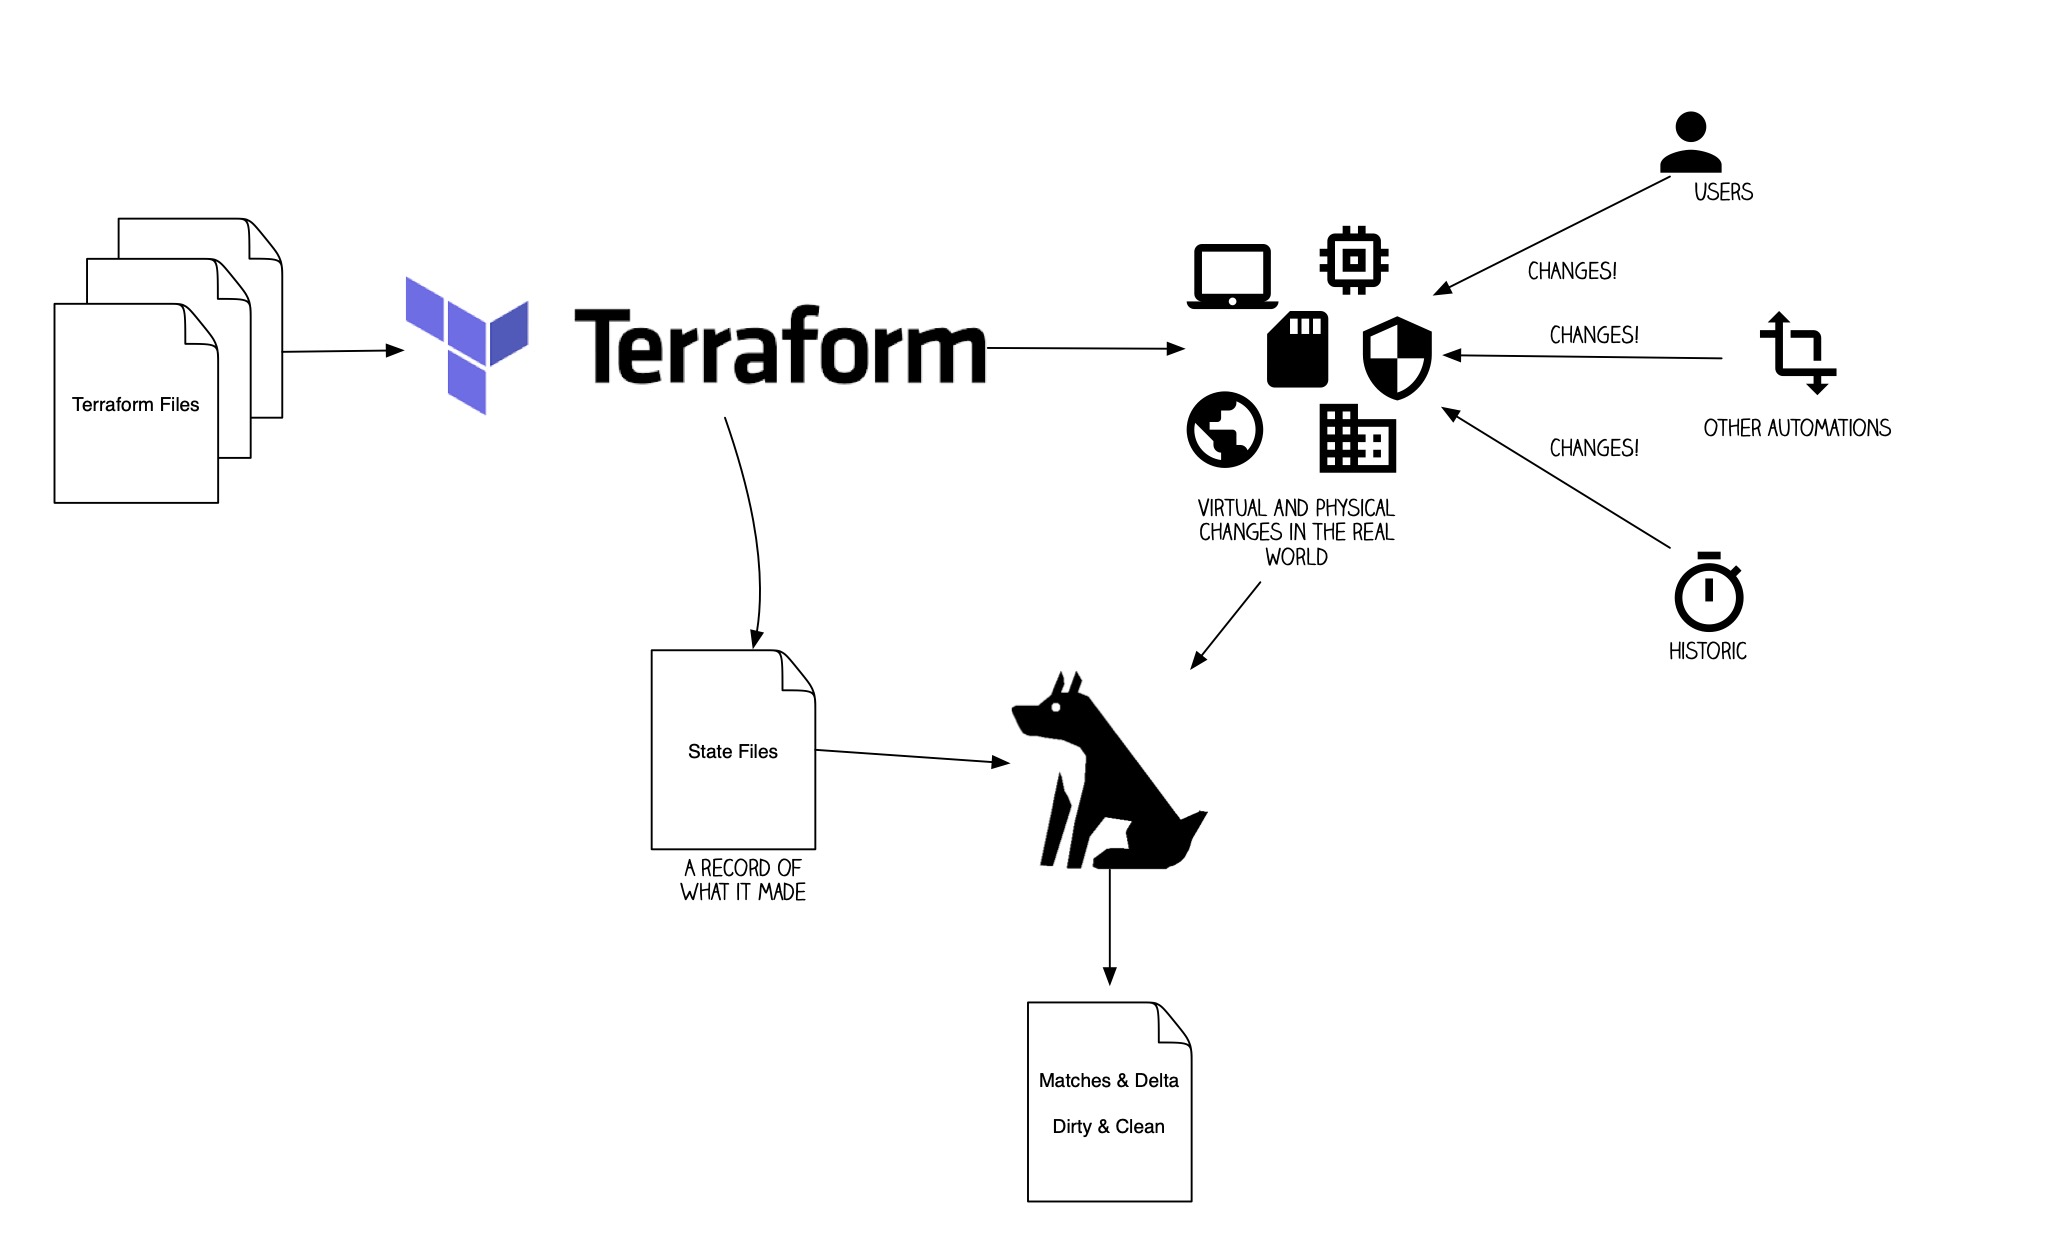 USERS
CHANGES!
Terraform
CHANGES!
Terraform Files
OTHER AUTOMATIONS
CHANGES!
VIRTUAL AND PHYSICAL
CHANGES IN THE REAL
WORLD
HISTORIC
State Files
A RECORD OF
WHAT IT MADE
Matches & Delta
Dirty & Clean